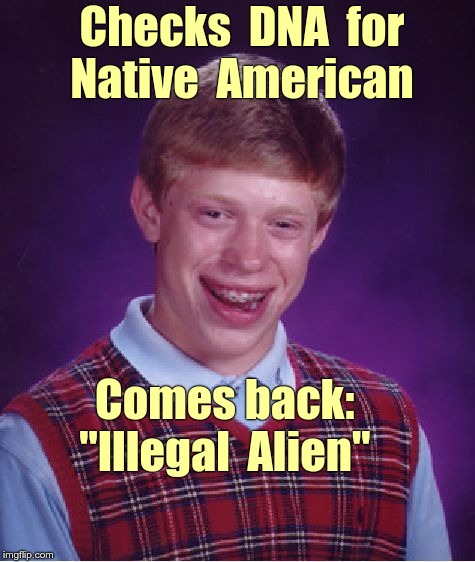 Checks DNA for
Native American
Comes back:
"Illegal Alien"
imgflip.com